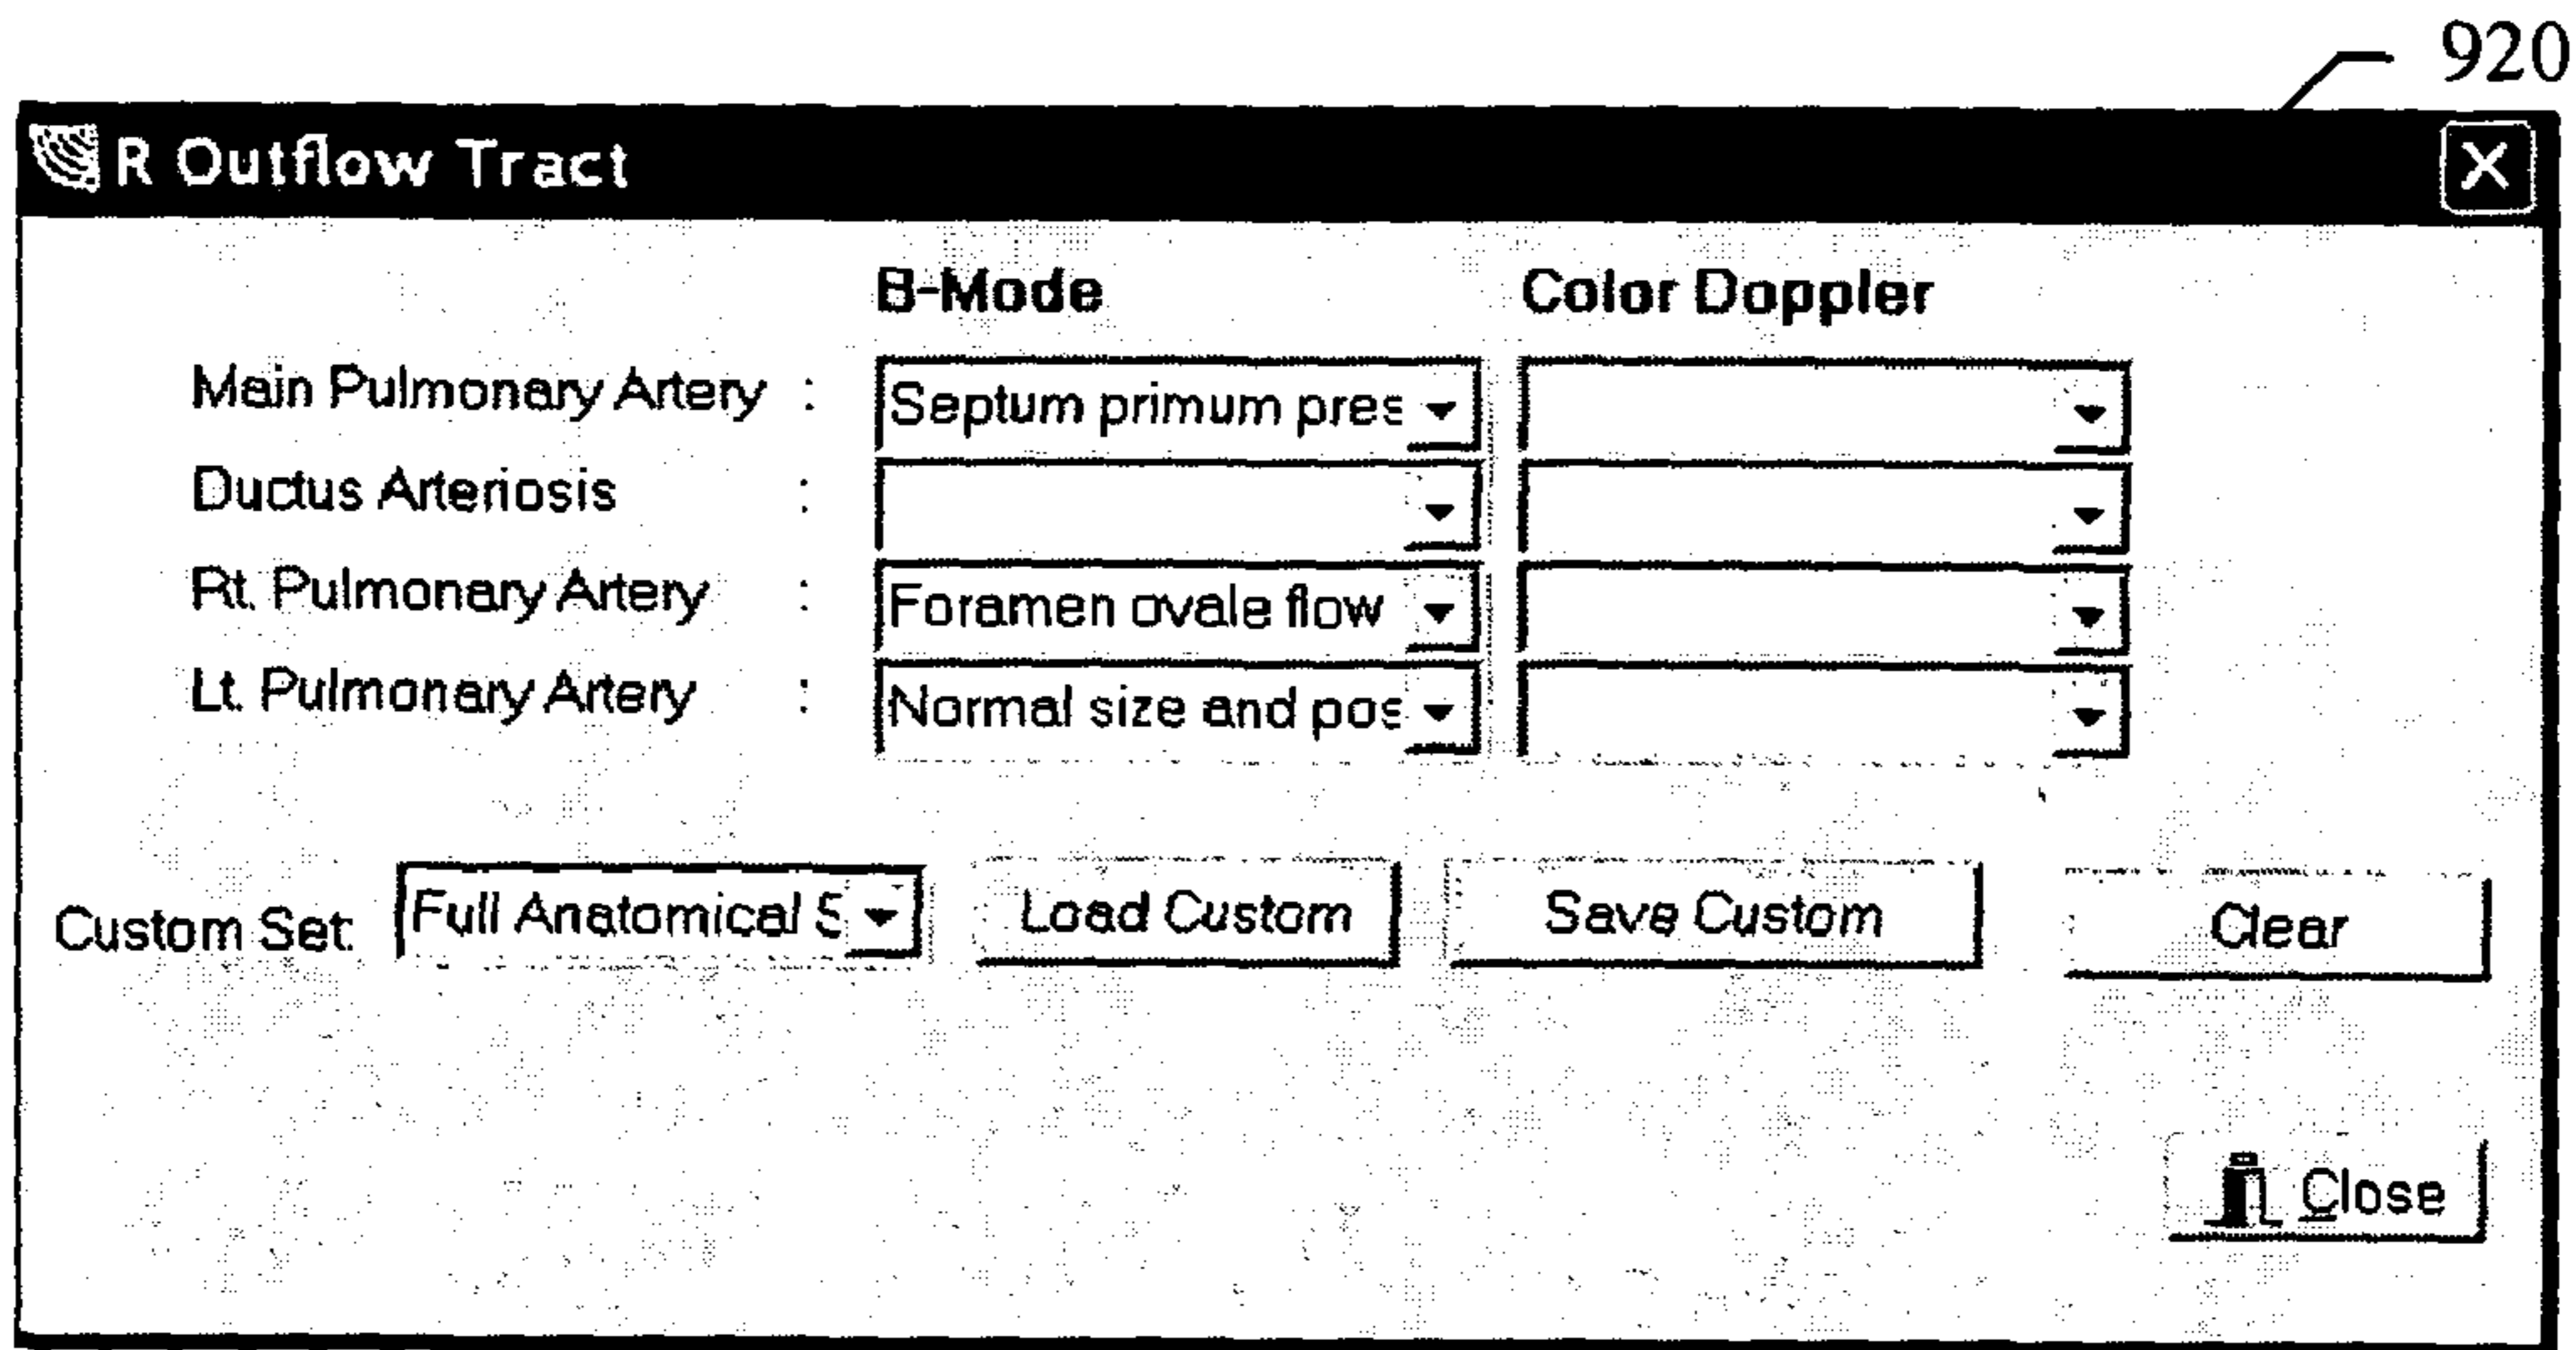 920
R Outflow Tract
B-Mode Color Doppler
Main Pulmonary Artery : Septum primum pres
Ductus Arteriosis :
Rt. Pulmonary Artery : Foramen ovale flow
Lt. Pulmonary Artery : Normal size and pos
Custom Set: Full Anatomical S Load Custom Save Custom Clear
Close